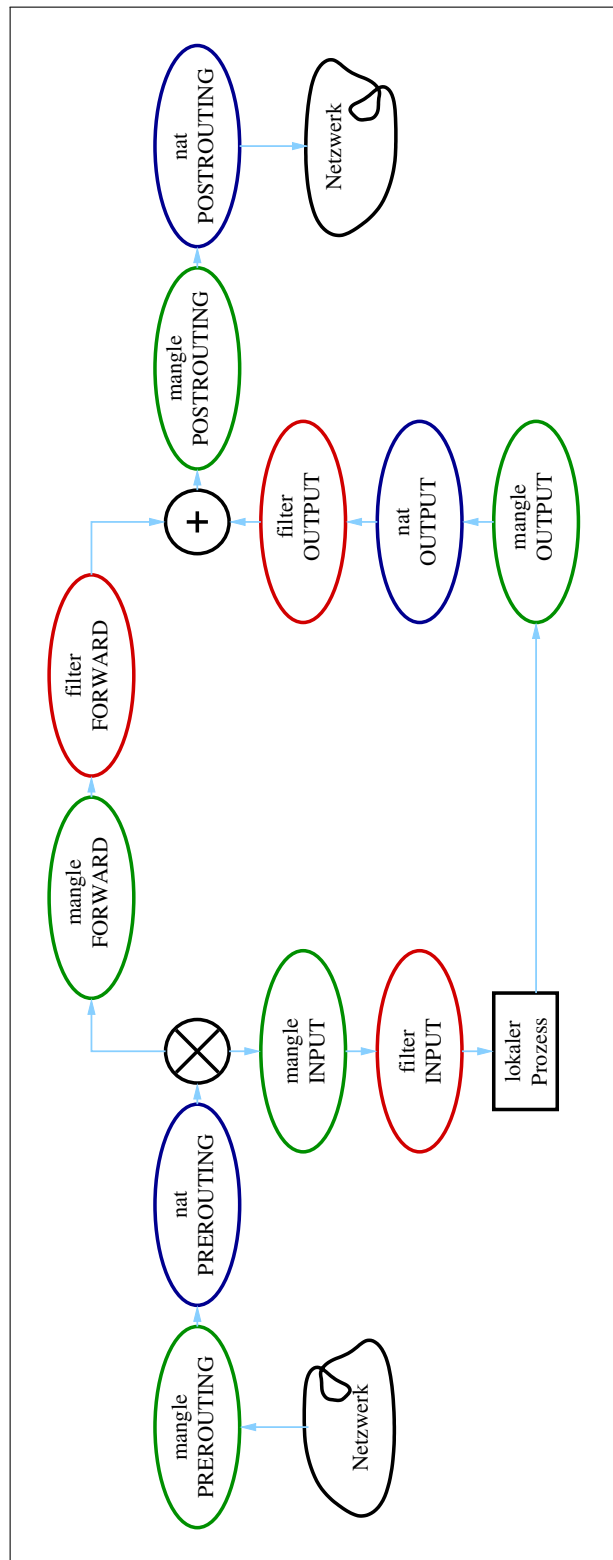 mangle
FORWARD
filter
FORWARD
mangle
PREROUTING
nat
PREROUTING
+
mangle
POSTROUTING
nat
POSTROUTING
Netzwerk
mangle
INPUT
filter
OUTPUT
Netzwerk
filter
INPUT
nat
OUTPUT
lokaler
Prozess
mangle
OUTPUT